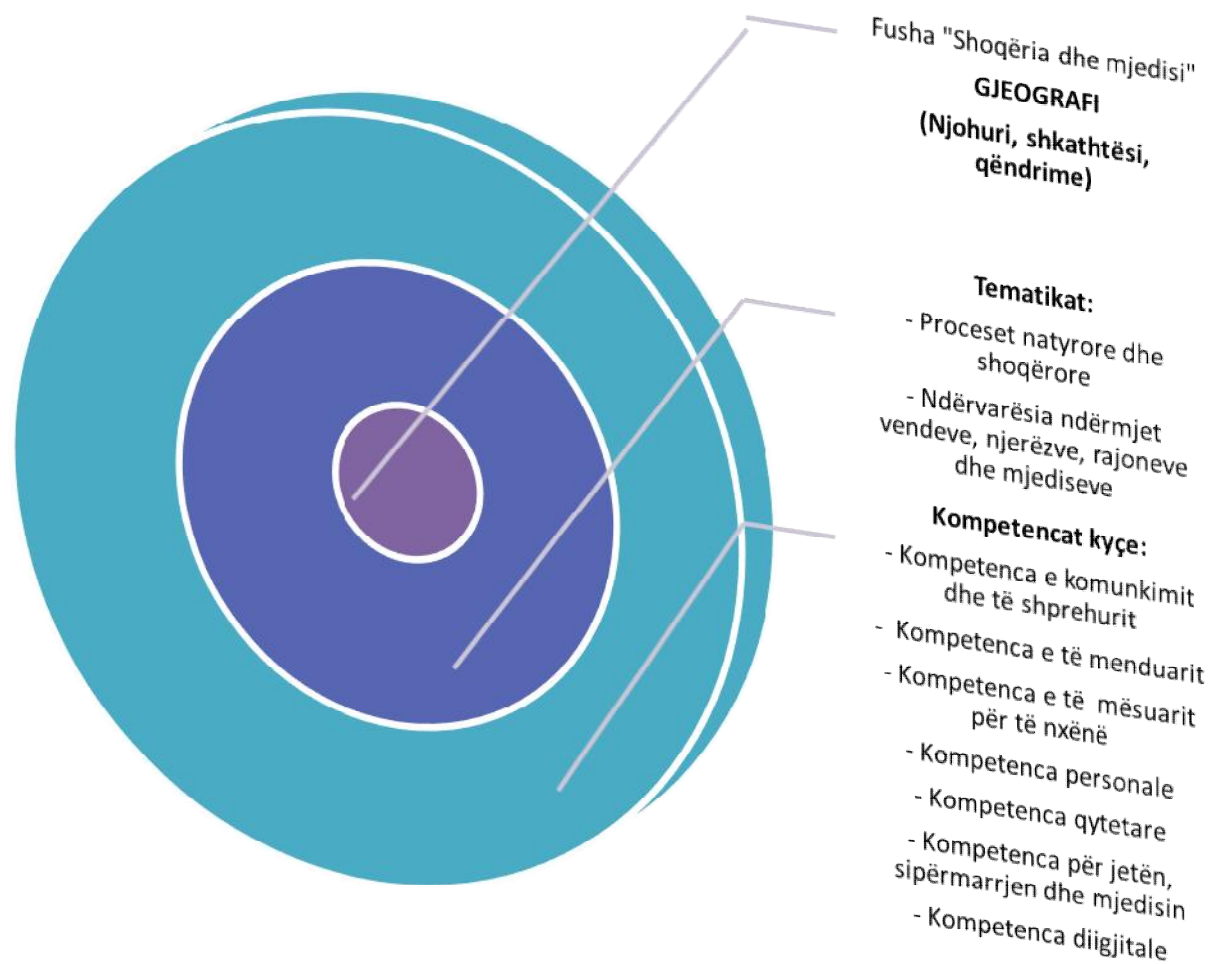 Fusha "Shoqëria dhe mjedisi"
GJEOGRAFI
(Njohuri, shkathtësi,
qëndrime)
Tematikat:
- Proceset natyrore dhe
shoqërore
- Ndërvarësia ndërmjet
vendeve, njerëzve, rajoneve
dhe mjediseve
Kompetencat kyçe:
- Kompetenca e komunkimit
dhe të shprehurit
- Kompetenca e të menduarit
- Kompetenca e të mësuarit
për të nxënë
- Kompetenca personale
- Kompetenca qytetare
- Kompetenca për jetën,
sipërmarrjen dhe mjedisin
- Kompetenca diigjitale